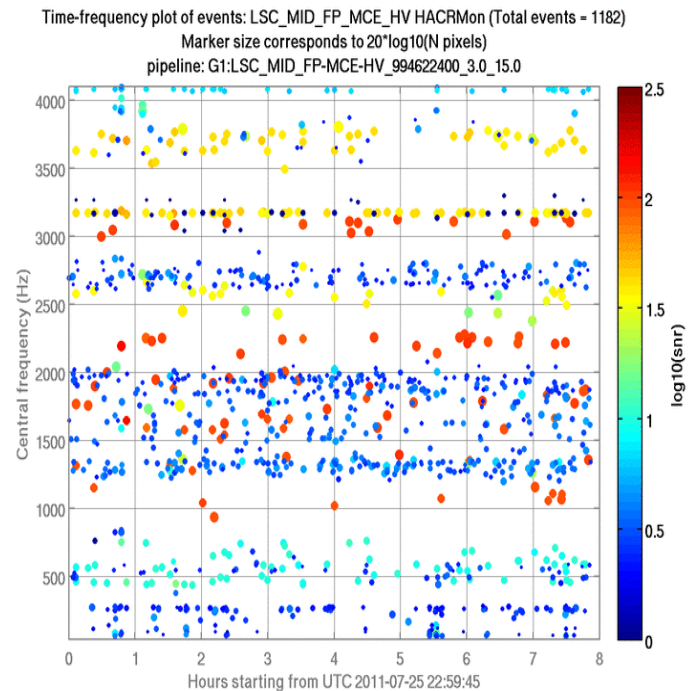 Time-frequency plot of events: LSC_MID_FP_MCE_HV HACRMon (Total events = 1182)
Marker size corresponds to 20*log10(N pixels)
pipeline: G1:LSC_MID_FP-MCE-HV_994622400_3.0_15.0
4000
3500
3000
2500
2000
1500
1000
500
Central frequency (Hz)
0 1 2 3 4 5 6 7 8
Hours starting from UTC 2011-07-25 22:59:45
2.5
2
1.5
1
0.5
0
log10(snr)